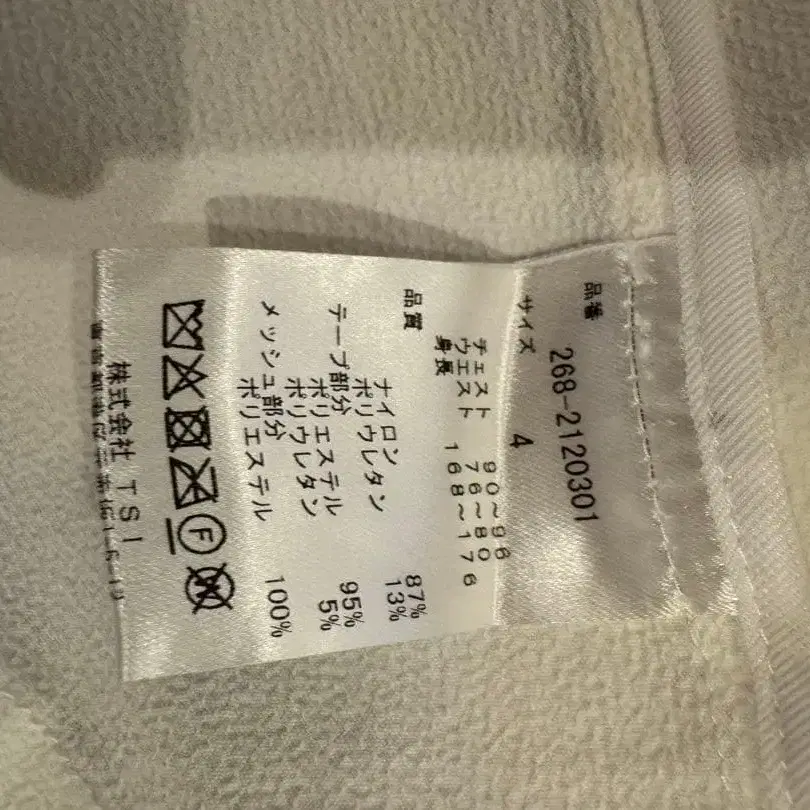 品番
268-2120301
サイズ
4
チェスト 90~96
ウエスト 76~80
身長 168~176
品質
ナイロン 87%
ポリウレタン 13%
テープ部分
ポリエステル 95%
ポリウレタン 5%
メッシュ部分
ポリエステル 100%
F
株式会社 TSI